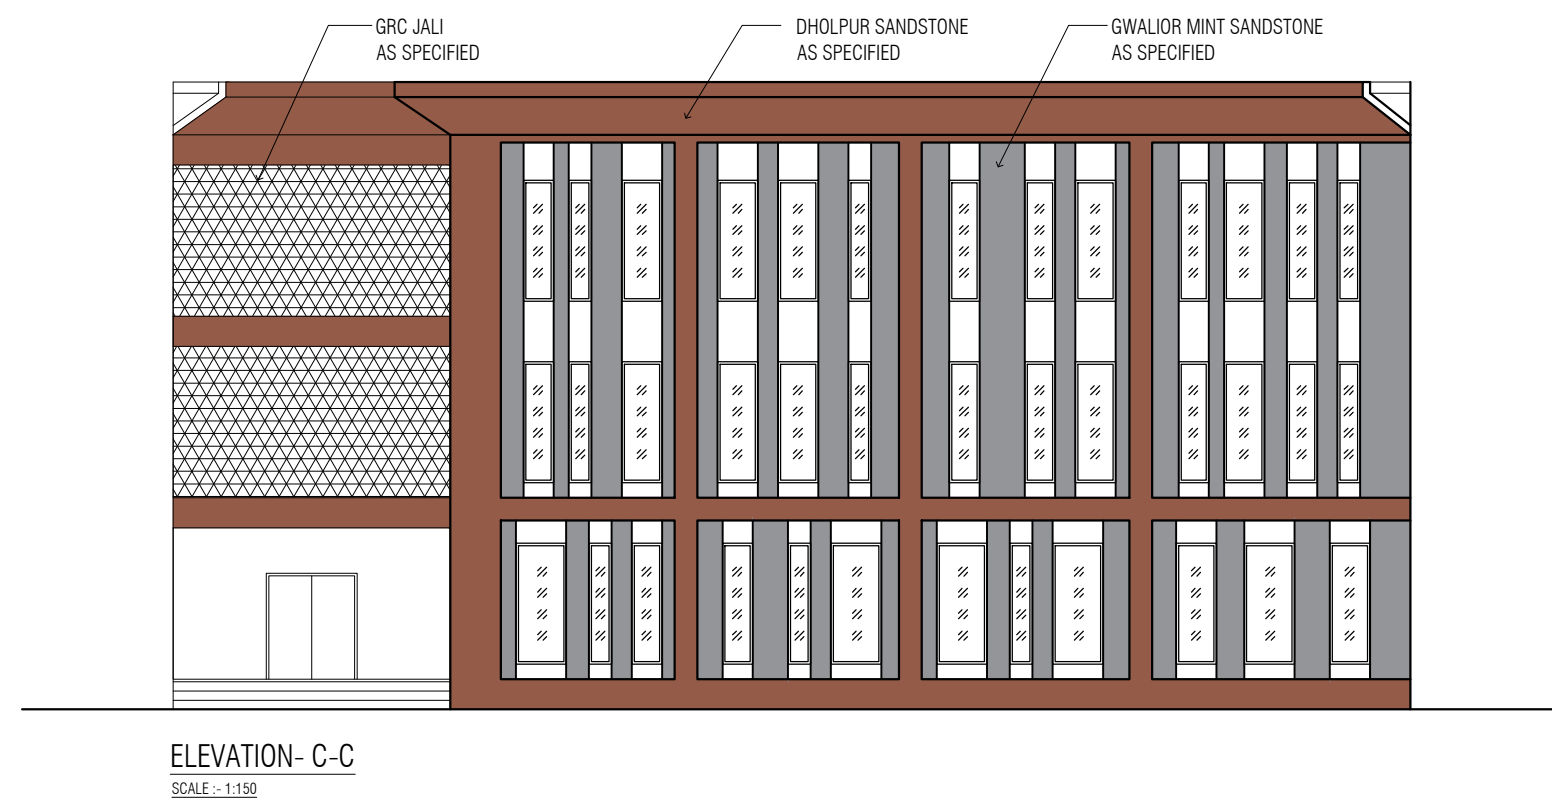 GRC JALI
AS SPECIFIED
DHOLPUR SANDSTONE
AS SPECIFIED
GWALIOR MINT SANDSTONE
AS SPECIFIED
ELEVATION- C-C
SCALE :- 1:150